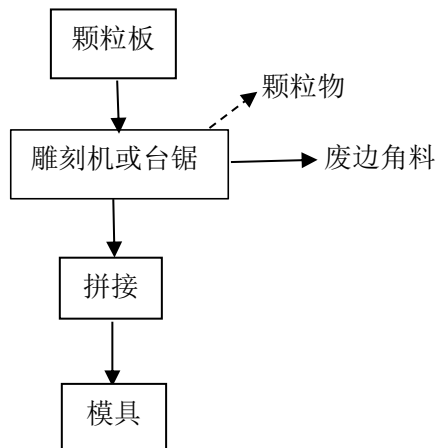 颗粒板
颗粒物
雕刻机或台锯
废边角料
拼接
模具